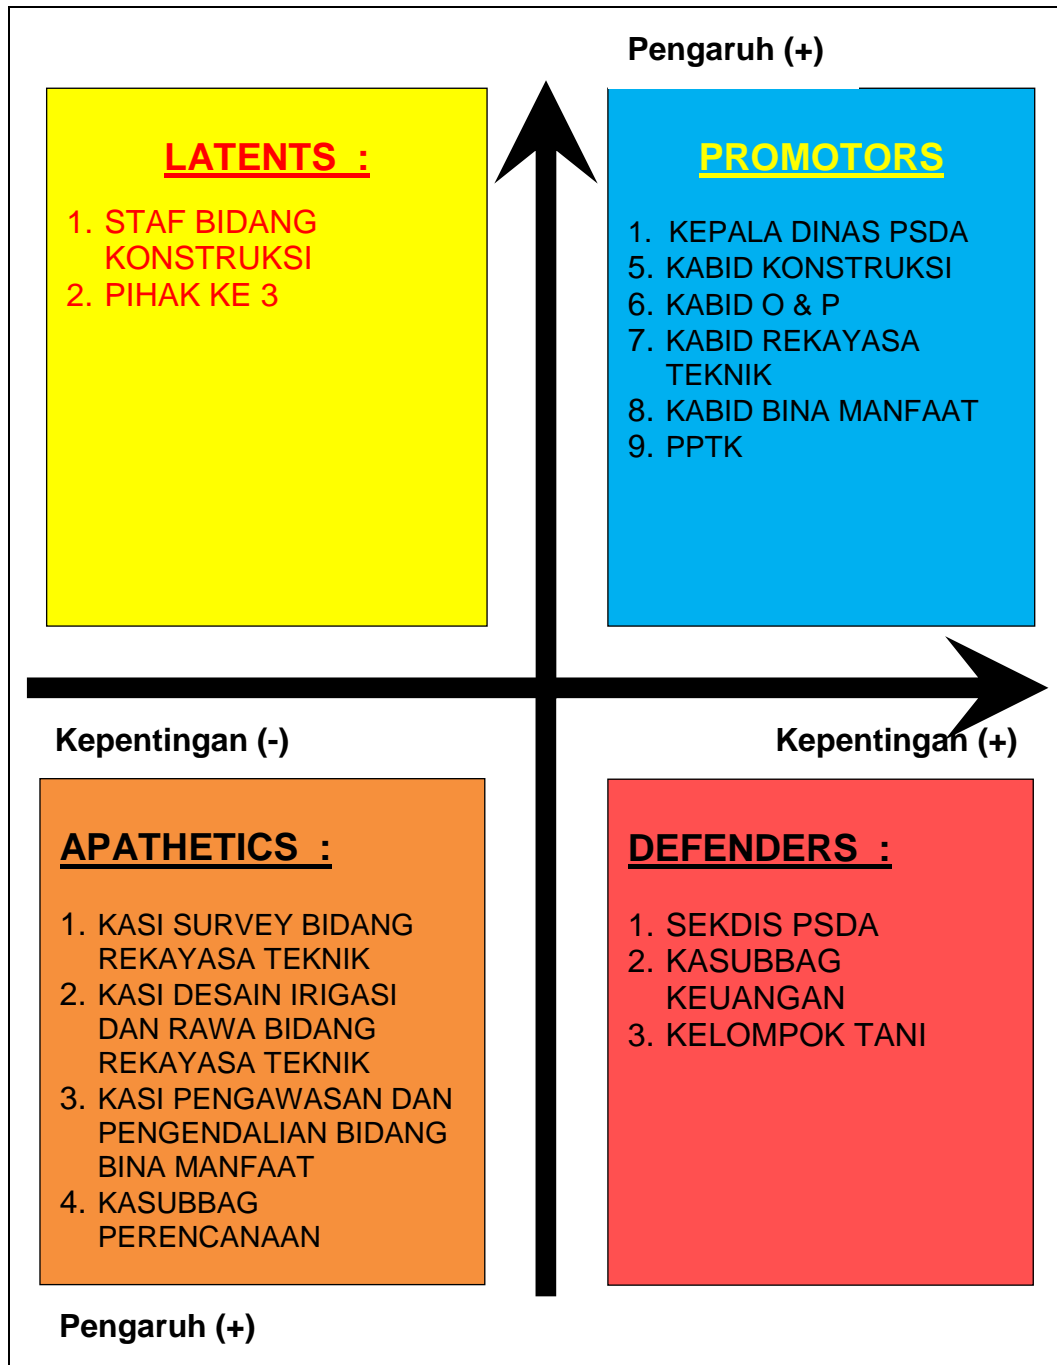 Pengaruh (+)
LATENTS :
1. STAF BIDANG
KONSTRUKSI
2. PIHAK KE 3
PROMOTORS
1. KEPALA DINAS PSDA
5. KABID KONSTRUKSI
6. KABID O & P
7. KABID REKAYASA
TEKNIK
8. KABID BINA MANFAAT
9. PPTK
Kepentingan (-)
Kepentingan (+)
APATHETICS :
1. KASI SURVEY BIDANG
REKAYASA TEKNIK
2. KASI DESAIN IRIGASI
DAN RAWA BIDANG
REKAYASA TEKNIK
3. KASI PENGAWASAN DAN
PENGENDALIAN BIDANG
BINA MANFAAT
4. KASUBBAG
PERENCANAAN
DEFENDERS :
1. SEKDIS PSDA
2. KASUBBAG
KEUANGAN
3. KELOMPOK TANI
Pengaruh (+)